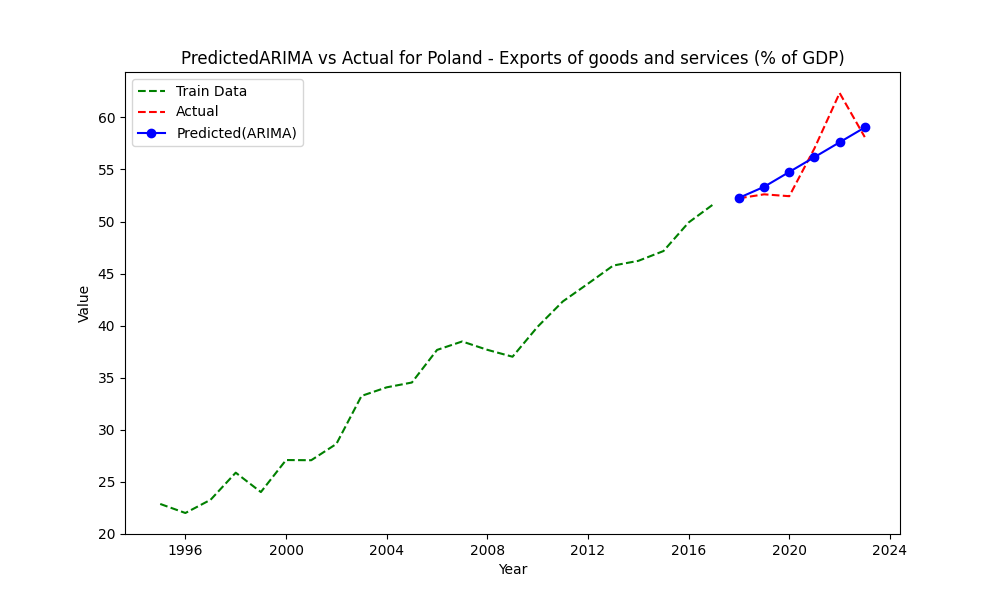 PredictedARIMA vs Actual for Poland - Exports of goods and services (% of GDP)
Train Data
Actual
Predicted(ARIMA)
60
55
50
45
40
35
30
25
20
Value
1996 2000 2004 2008 2012 2016 2020 2024
Year